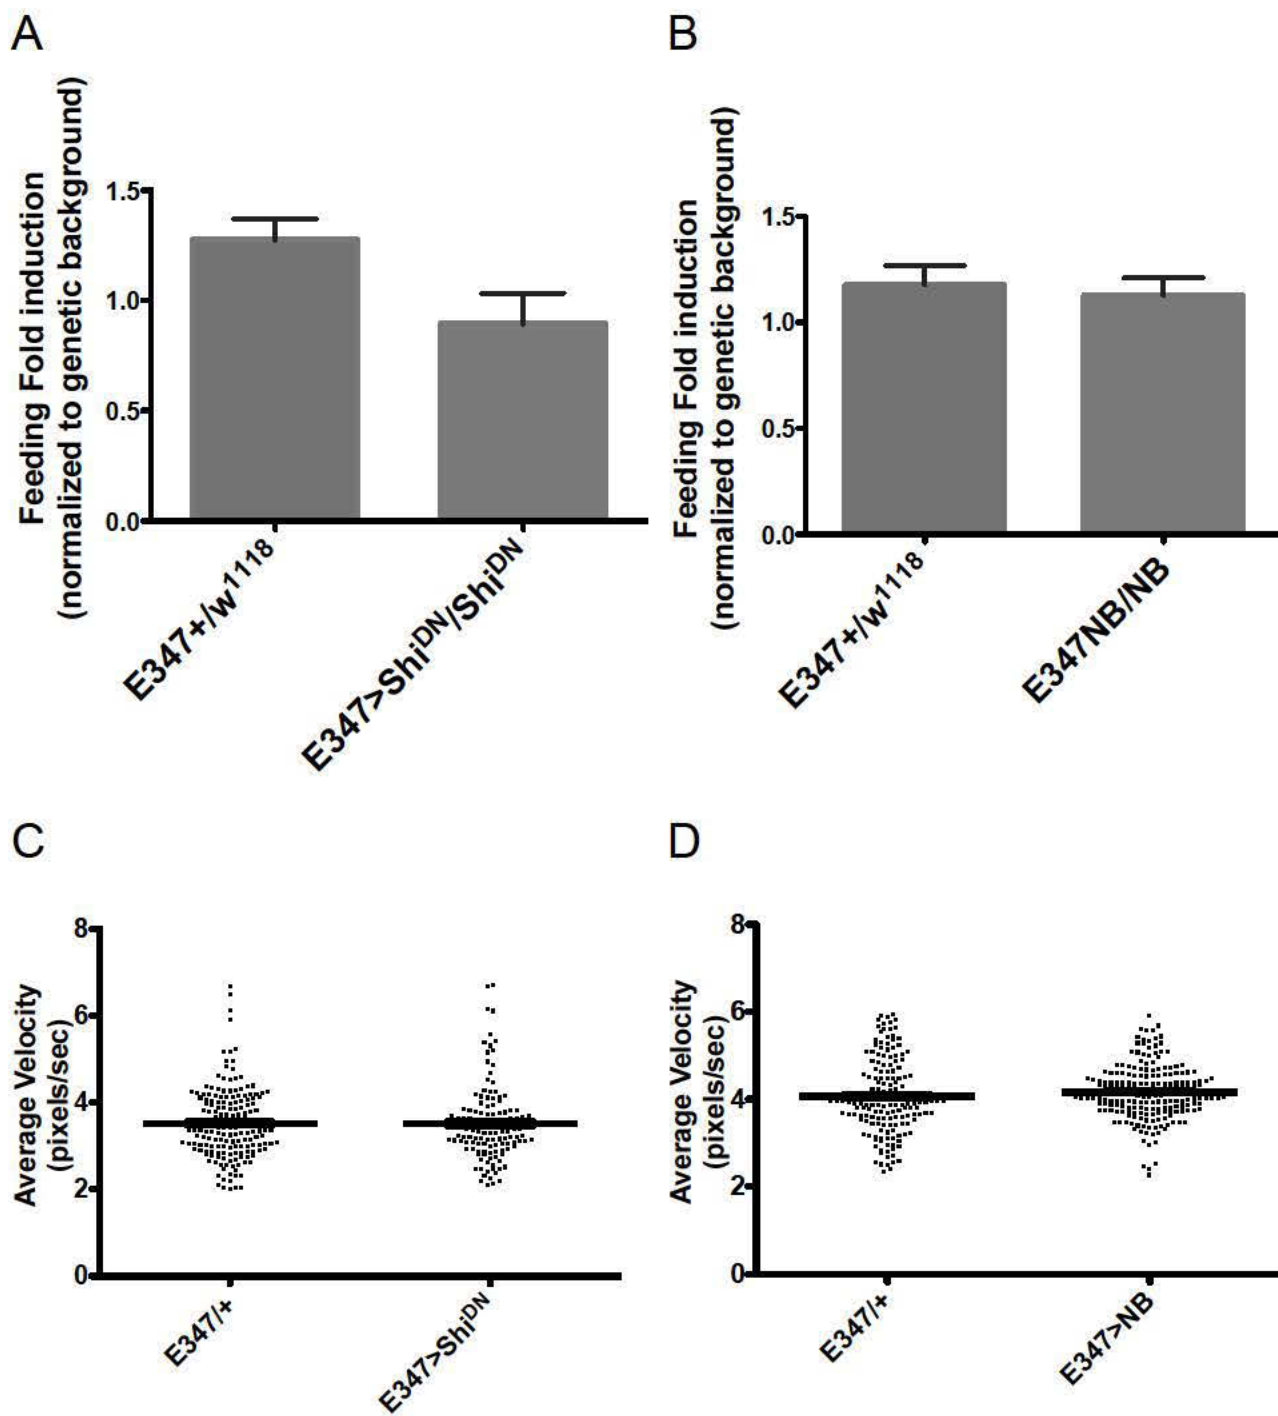 A
Feeding Fold induction
(normalized to genetic background)
1.5
1.0
0.5
0.0
E347+/w1118
E347>ShiDN/ShiDN
B
Feeding Fold induction
(normalized to genetic background)
1.5
1.0
0.5
0.0
E347+/w1118
E347NB/NB
C
Average Velocity
(pixels/sec)
8
6
4
2
0
E347/+
E347>ShiDN
D
Average Velocity
(pixels/sec)
8
6
4
2
0
E347/+
E347>NB